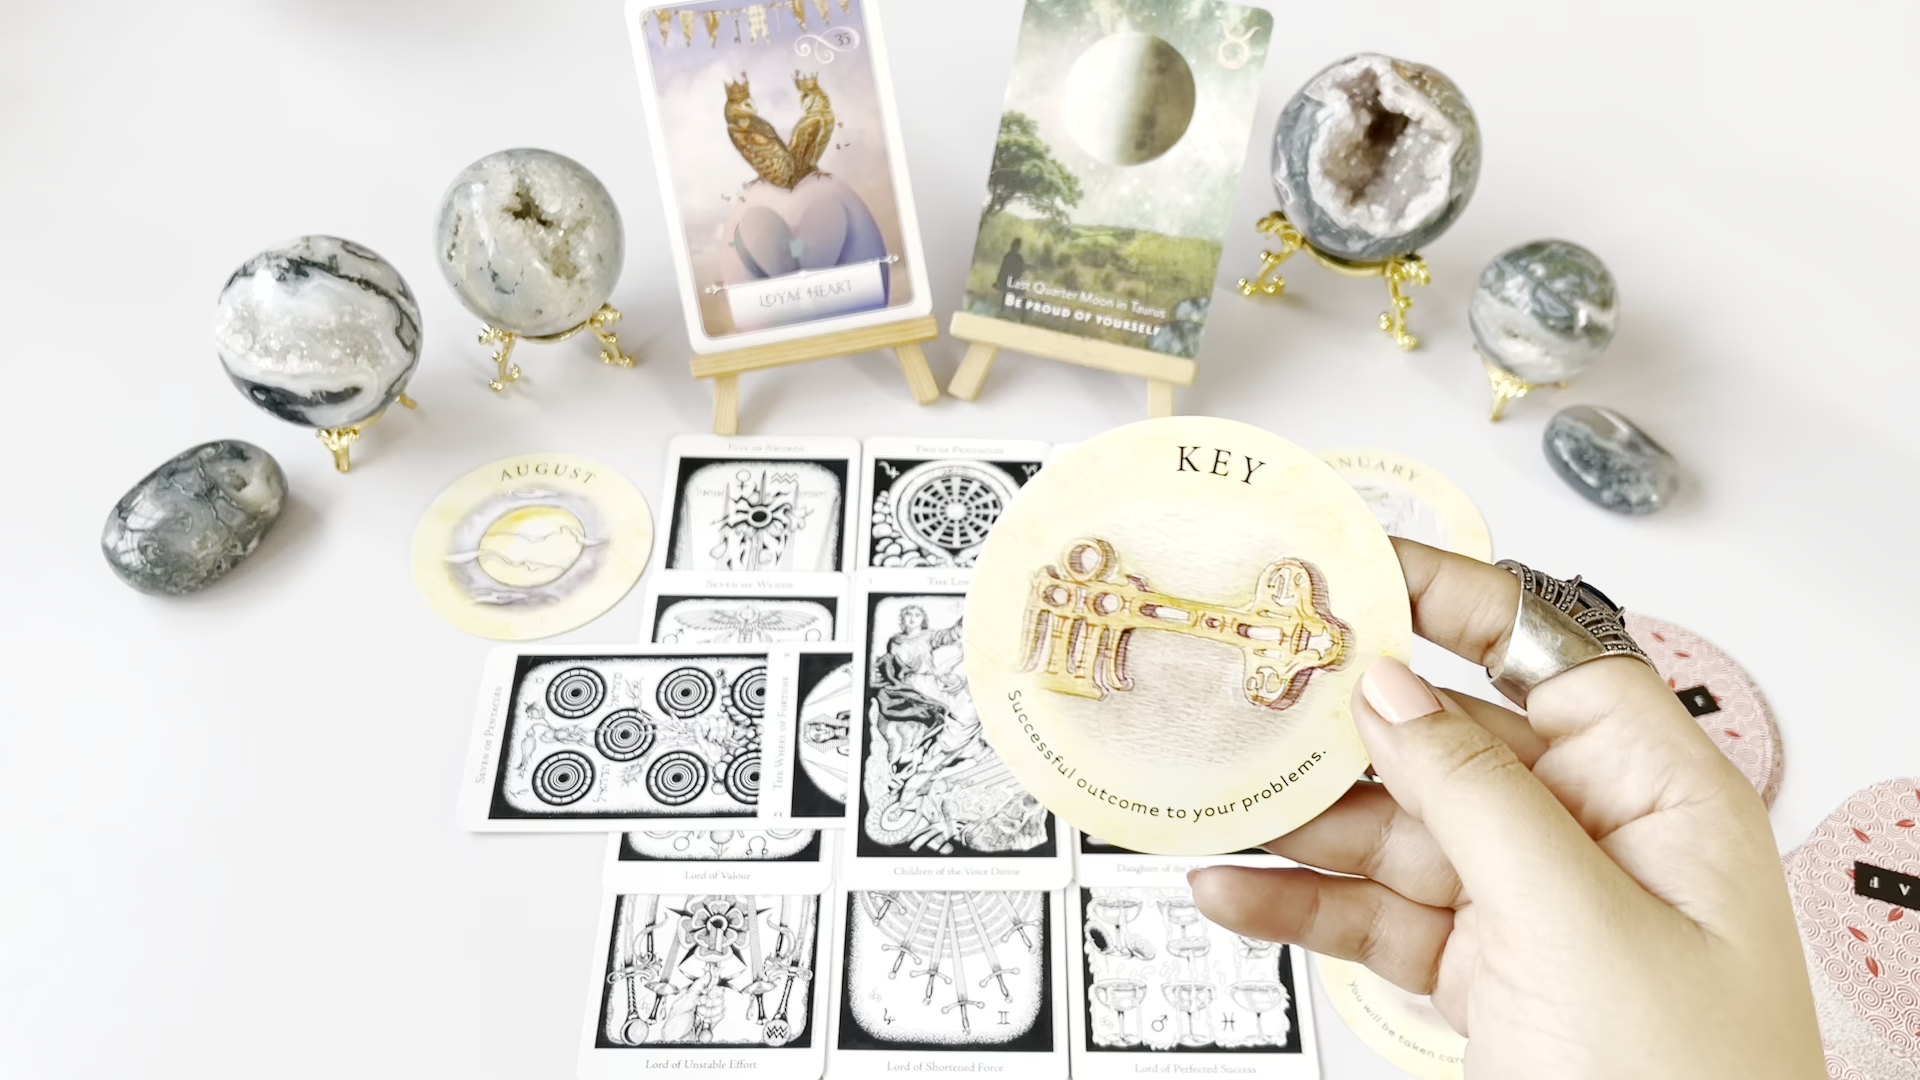 35
LOYAL HEART
Last Quarter Moon in Taurus
BE PROUD OF YOURSELF
AUGUST
TWO OF PENTACLES
KEY
Successful outcome to your problems.
SEVEN OF WANDS
THE
SEVEN OF PENTACLES
THE WHEEL OF FORTUNE
Lord of Valour
Children of the Voice Divine
Daughter of the
Lord of Unstable Effort
Lord of Shortened Force
Lord of Perfected Success
You will be taken